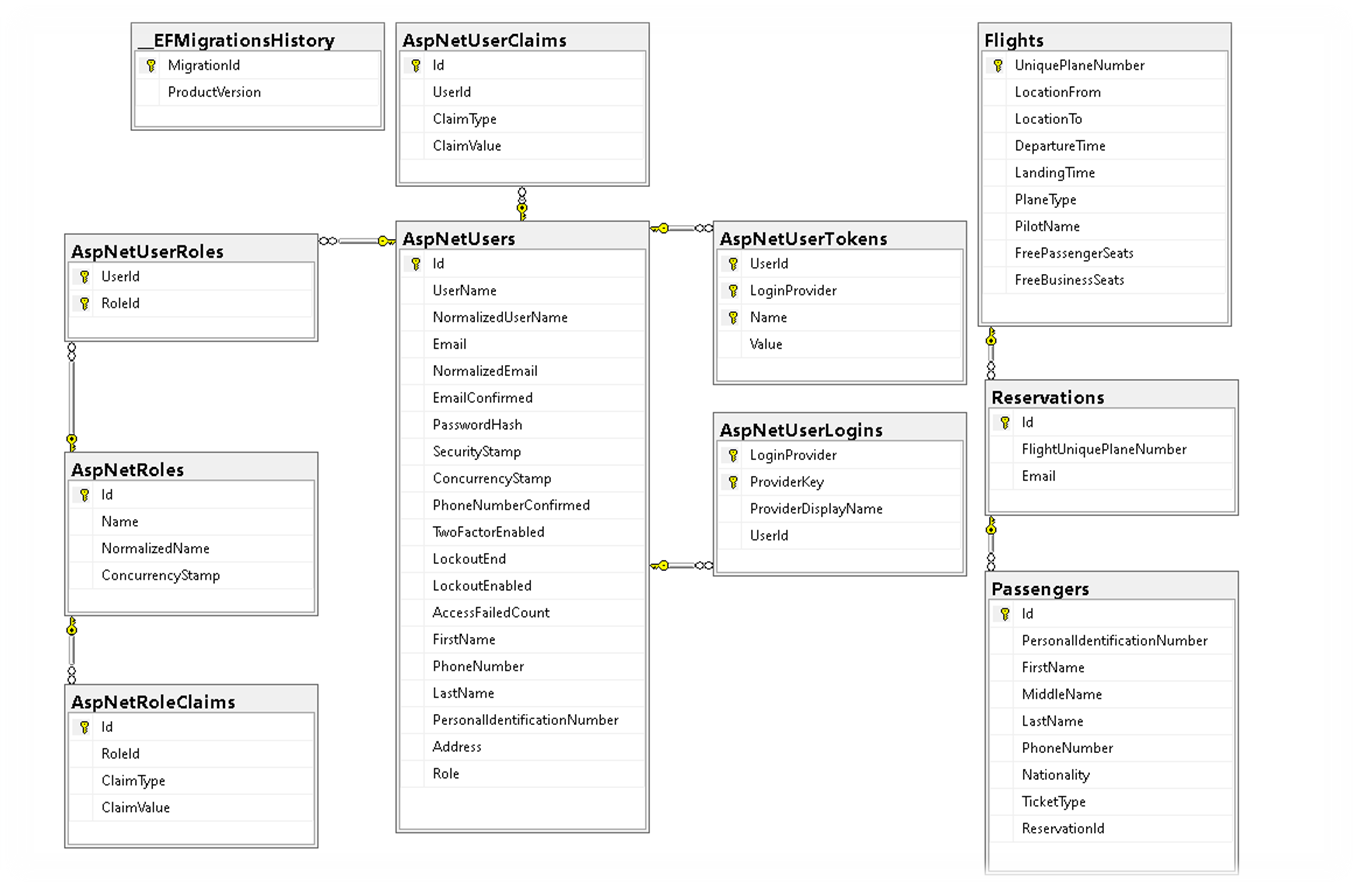 __EFMigrationsHistory
MigrationId
ProductVersion
AspNetUserClaims
Id
UserId
ClaimType
ClaimValue
AspNetUserRoles
UserId
RoleId
AspNetRoles
Id
Name
NormalizedName
ConcurrencyStamp
AspNetRoleClaims
Id
RoleId
ClaimType
ClaimValue
AspNetUsers
Id
UserName
NormalizedUserName
Email
NormalizedEmail
EmailConfirmed
PasswordHash
SecurityStamp
ConcurrencyStamp
PhoneNumberConfirmed
TwoFactorEnabled
LockoutEnd
LockoutEnabled
AccessFailedCount
FirstName
PhoneNumber
LastName
PersonalIdentificationNumber
Address
Role
AspNetUserTokens
UserId
LoginProvider
Name
Value
AspNetUserLogins
LoginProvider
ProviderKey
ProviderDisplayName
UserId
Flights
UniquePlaneNumber
LocationFrom
LocationTo
DepartureTime
LandingTime
PlaneType
PilotName
FreePassengerSeats
FreeBusinessSeats
Reservations
Id
FlightUniquePlaneNumber
Email
Passengers
Id
PersonalIdentificationNumber
FirstName
MiddleName
LastName
PhoneNumber
Nationality
TicketType
ReservationId